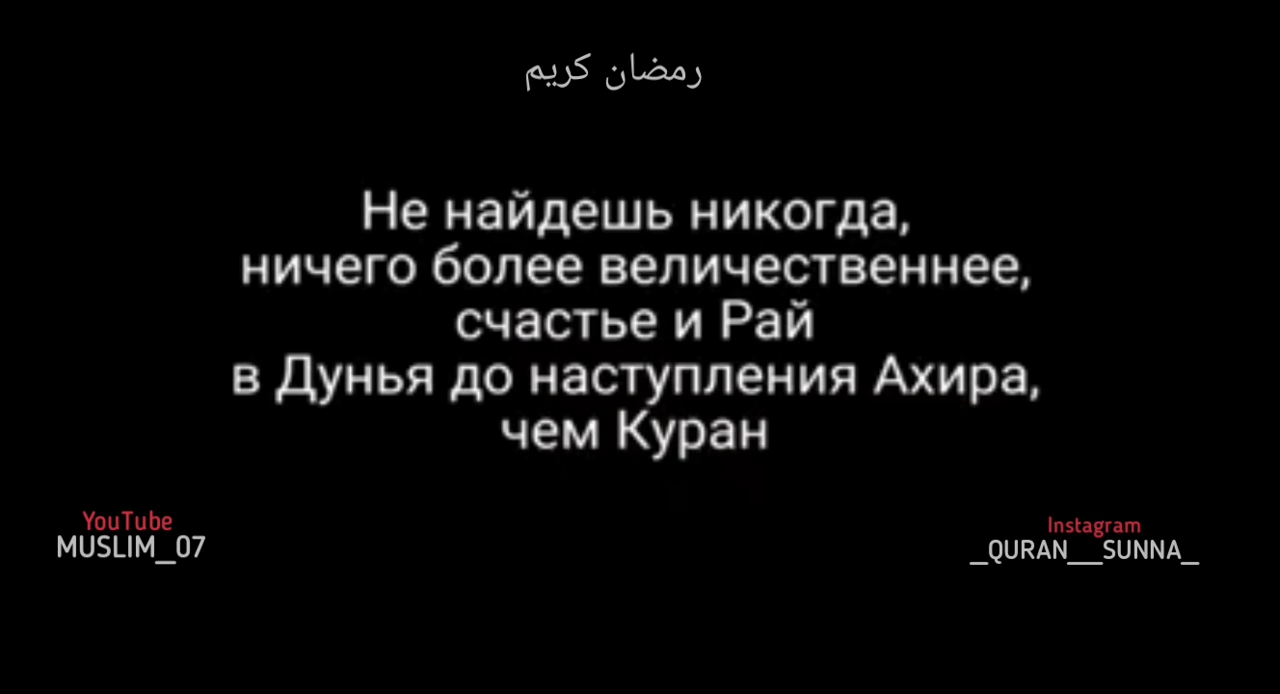 رمضان كريم
Не найдешь никогда,
ничего более величественнее,
счастье и Рай
в Дунья до наступления Ахира,
чем Куран
YouTube
MUSLIM_07
Instagram
_QURAN__SUNNA_